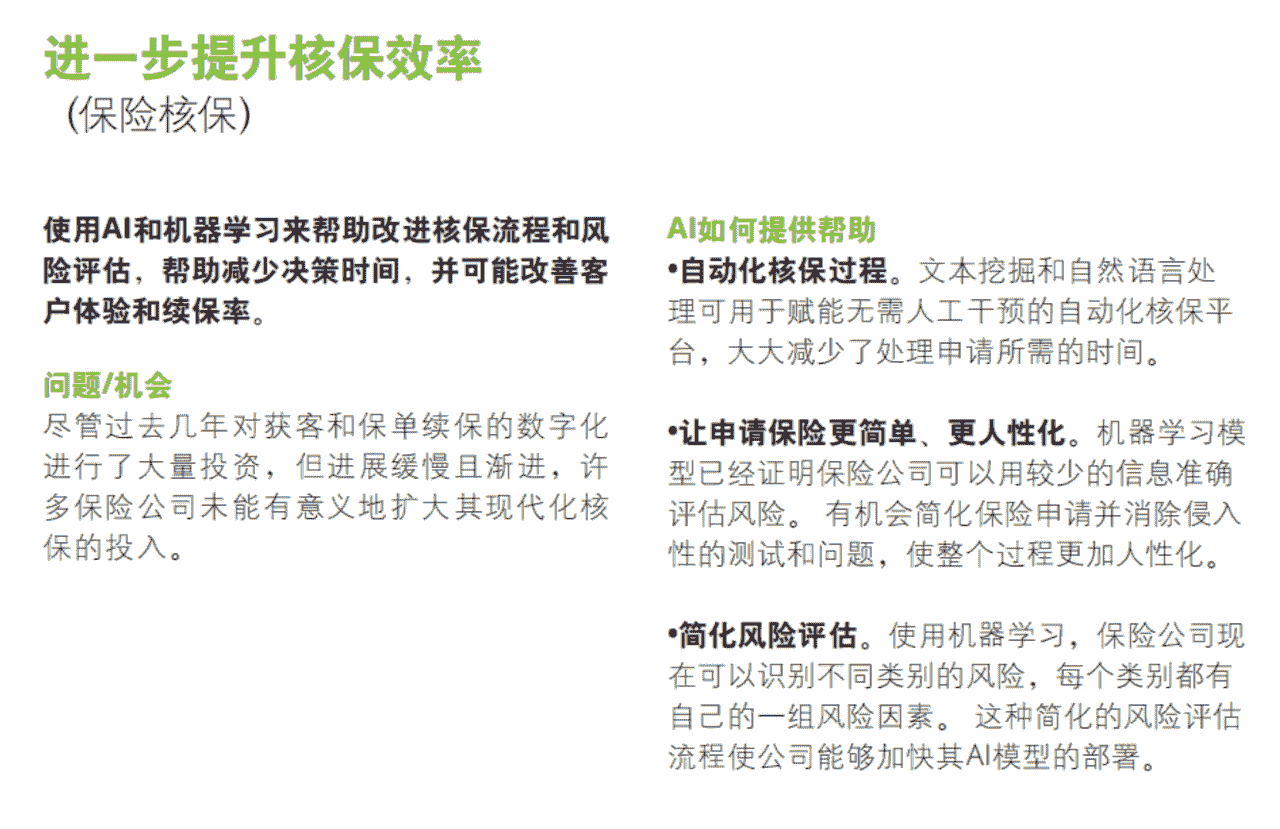 进一步提升核保效率
(保险核保)
使用AI和机器学习来帮助改进核保流程和风
险评估，帮助减少决策时间，并可能改善客
户体验和续保率。
问题/机会
尽管过去几年对获客和保单续保的数字化
进行了大量投资，但进展缓慢且渐进，许
多保险公司未能有意义地扩大其现代化核
保的投入。
AI如何提供帮助
•自动化核保过程。文本挖掘和自然语言处
理可用于赋能无需人工干预的自动化核保平
台，大大减少了处理申请所需的时间。
•让申请保险更简单、更人性化。机器学习模
型已经证明保险公司可以用较少的信息准确
评估风险。 有机会简化保险申请并消除侵入
性的测试和问题，使整个过程更加人性化。
•简化风险评估。使用机器学习，保险公司现
在可以识别不同类别的风险，每个类别都有
自己的一组风险因素。 这种简化的风险评估
流程使公司能够加快其AI模型的部署。